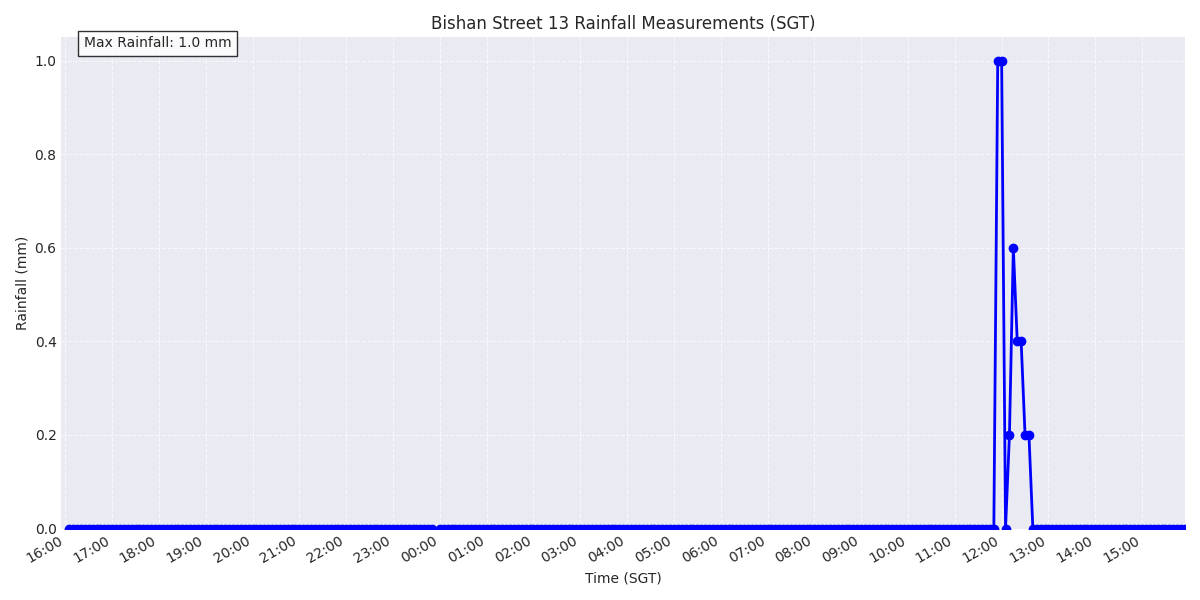 Bishan Street 13 Rainfall Measurements (SGT)
Max Rainfall: 1.0 mm
Rainfall (mm)
1.0
0.8
0.6
0.4
0.2
0.0
16:00 17:00 18:00 19:00 20:00 21:00 22:00 23:00 00:00 01:00 02:00 03:00 04:00 05:00 06:00 07:00 08:00 09:00 10:00 11:00 12:00 13:00 14:00 15:00
Time (SGT)